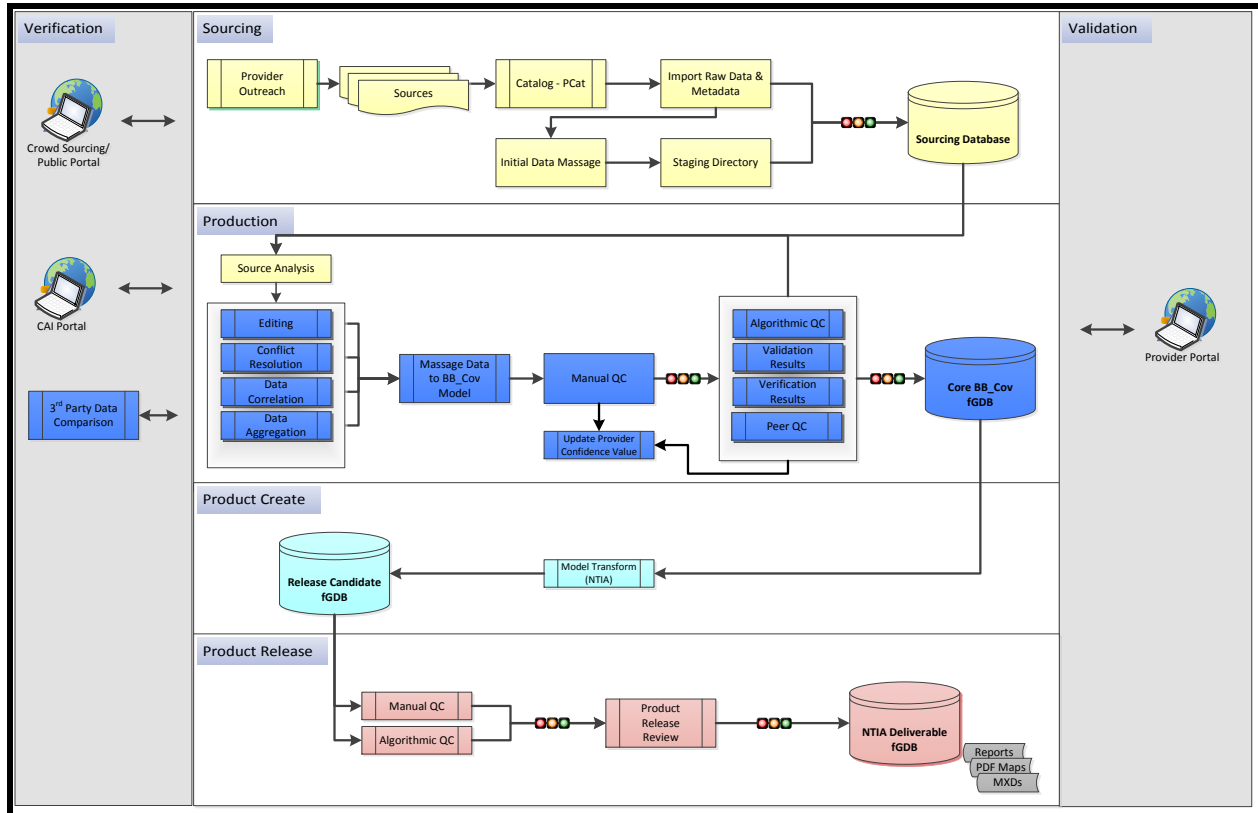 Verification
Crowd Sourcing/
Public Portal
CAI Portal
3rd Party Data
Comparison
Sourcing
Provider
Outreach
Sources
Catalog - PCat
Import Raw Data &
Metadata
Initial Data Massage
Staging Directory
Sourcing Database
Production
Source Analysis
Editing
Conflict
Resolution
Data
Correlation
Data
Aggregation
Massage Data
to BB_Cov
Model
Manual QC
Update Provider
Confidence Value
Algorithmic QC
Validation
Results
Verification
Results
Peer QC
Core BB_Cov
fGDB
Product Create
Release Candidate
fGDB
Model Transform
(NTIA)
Product Release
Manual QC
Algorithmic QC
Product
Release
Review
NTIA Deliverable
fGDB
Reports
PDF Maps
MXDs
Validation
Provider Portal